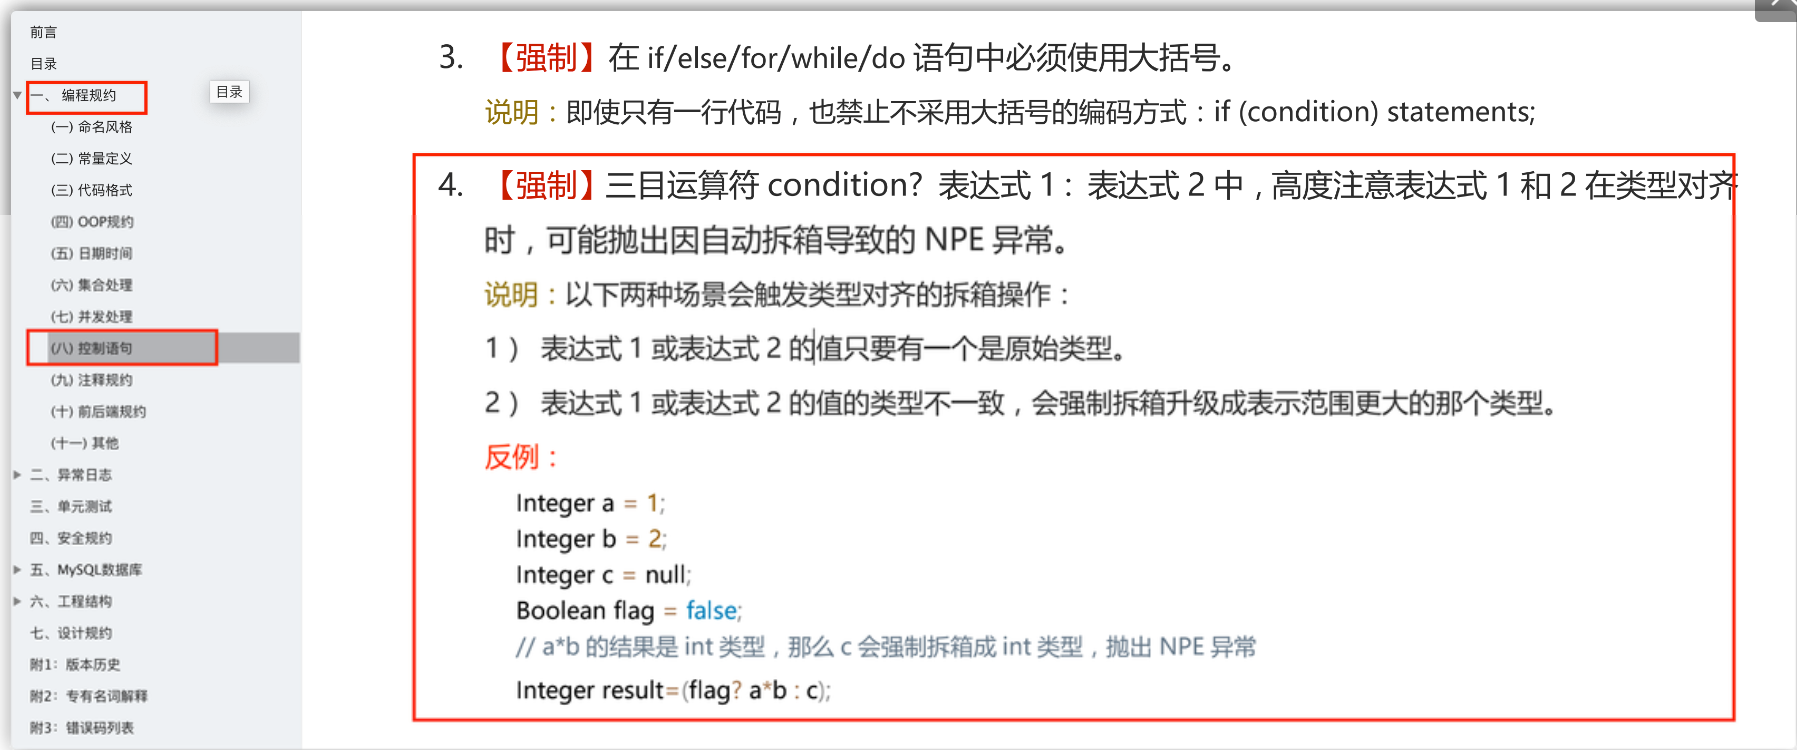 前言
目录
一、 编程规约
目录
(一) 命名风格
(二) 常量定义
(三) 代码格式
(四) OOP规约
(五) 日期时间
(六) 集合处理
(七) 并发处理
(八) 控制语句
(九) 注释规约
(十) 前后端规约
(十一) 其他
二、异常日志
三、单元测试
四、安全规约
五、MySQL数据库
六、工程结构
七、设计规约
附1：版本历史
附2：专有名词解释
附3：错误码列表
3. 【强制】在 if/else/for/while/do 语句中必须使用大括号。
说明：即使只有一行代码，也禁止不采用大括号的编码方式：if (condition) statements;
4. 【强制】三目运算符 condition? 表达式 1：表达式 2 中，高度注意表达式 1 和 2 在类型对齐
时，可能抛出因自动拆箱导致的 NPE 异常。
说明：以下两种场景会触发类型对齐的拆箱操作：
1） 表达式 1 或表达式 2 的值只要有一个是原始类型。
2） 表达式 1 或表达式 2 的值的类型不一致，会强制拆箱升级成表示范围更大的那个类型。
反例：
Integer a = 1;
Integer b = 2;
Integer c = null;
Boolean flag = false;
// a*b 的结果是 int 类型，那么 c 会强制拆箱成 int 类型，抛出 NPE 异常
Integer result=(flag? a*b : c);